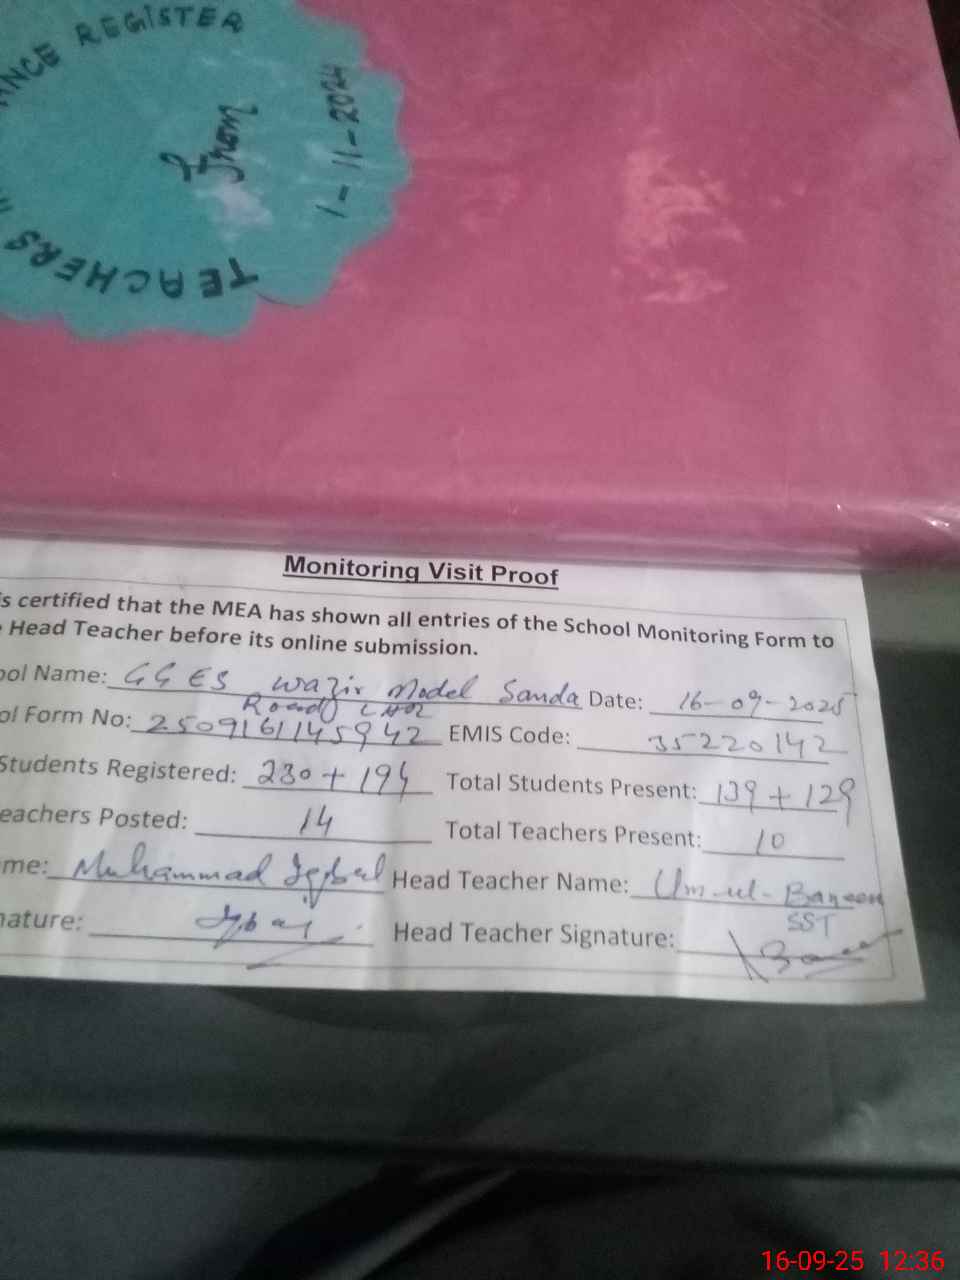 TEACHERS
ANCE REGISTER
From
1-11-2024
Monitoring Visit Proof
is certified that the MEA has shown all entries of the School Monitoring Form to
Head Teacher before its online submission.
ool Name: GGES Wazir Model Sanda Date: 16-09-2025
Road LHR
ol Form No: 25091611145942 EMIS Code: 35220142
Students Registered: 230+194 Total Students Present: 139+129
eachers Posted: 14 Total Teachers Present: 10
me: Muhammad Iqbal Head Teacher Name: Um-ul-Baneen
SST
nature: Iqbal Head Teacher Signature:
16-09-25 12:36